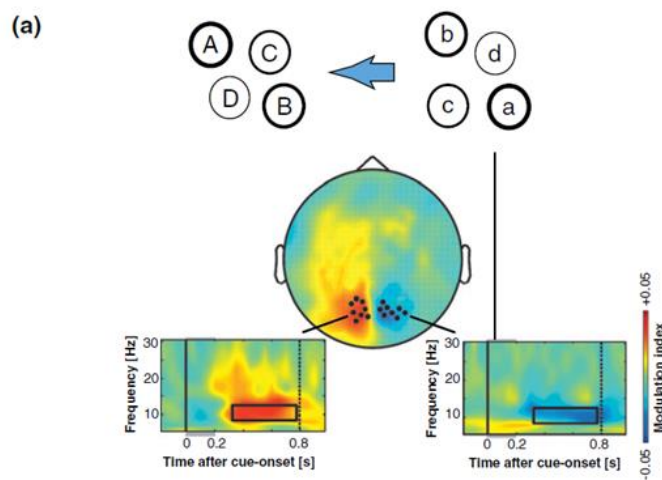 (a)
A C b d
D B c a
+0.05
Modulation index
-0.05
Frequency [Hz]
30
20
10
0 0.2 0.8
Time after cue-onset [s]
Frequency [Hz]
30
20
10
0 0.2 0.8
Time after cue-onset [s]